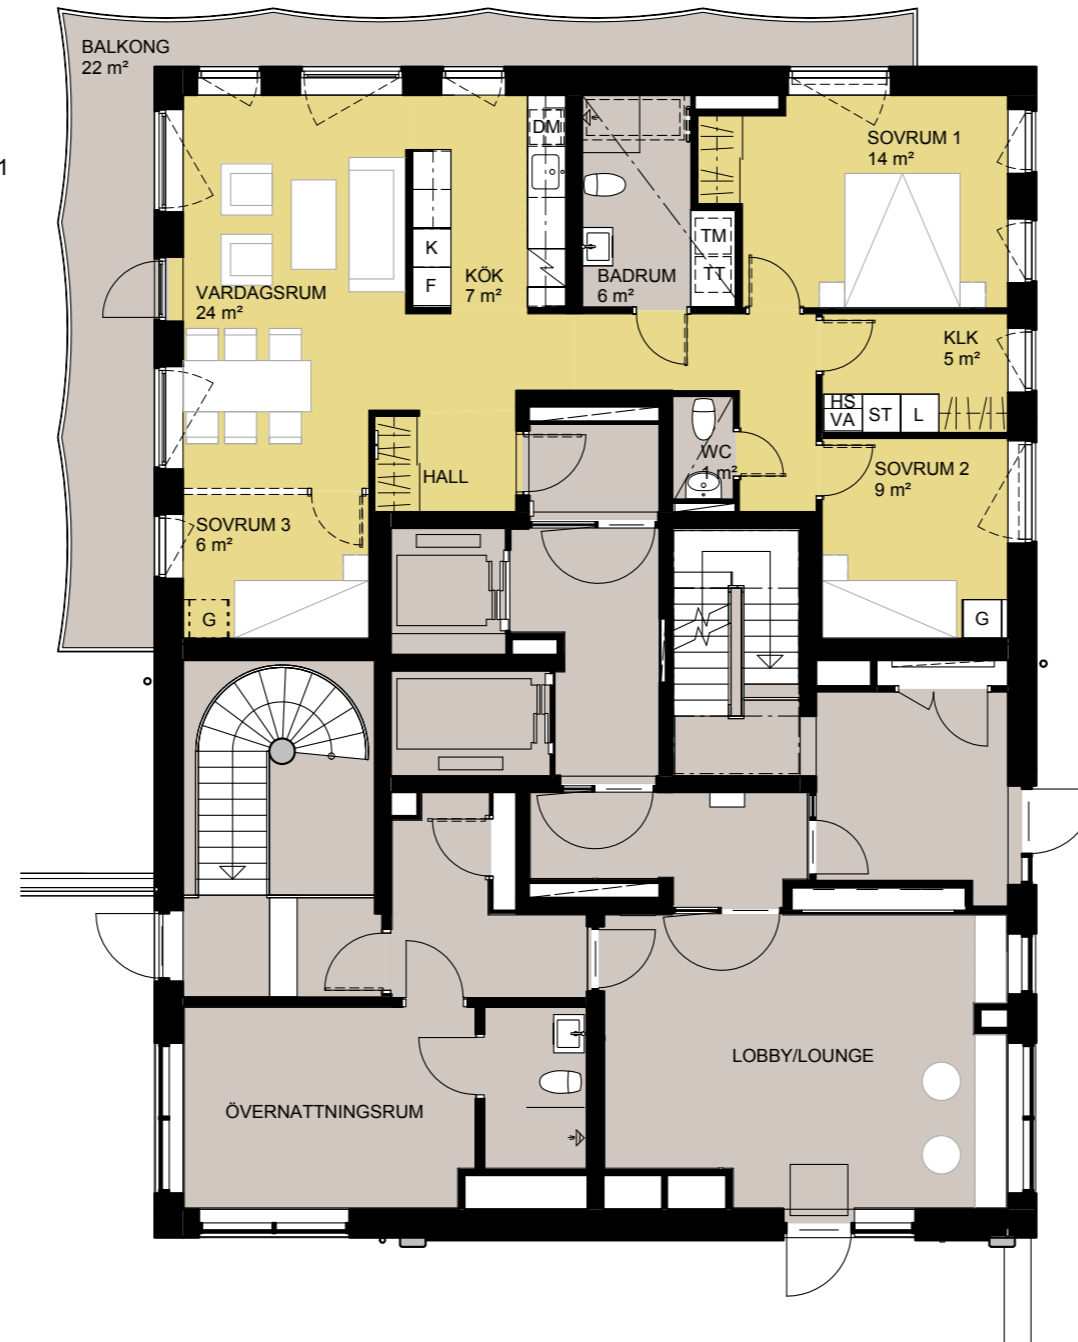 BALKONG
22 m²
1
DM
SOVRUM 1
14 m²
K
F
KÖK
7 m²
TM
TT
BADRUM
6 m²
VARDAGSRUM
24 m²
KLK
5 m²
HS
VA
ST
L
HALL
WC
1 m²
SOVRUM 2
9 m²
SOVRUM 3
6 m²
G
G
LOBBY/LOUNGE
ÖVERNATTNINGSRUM